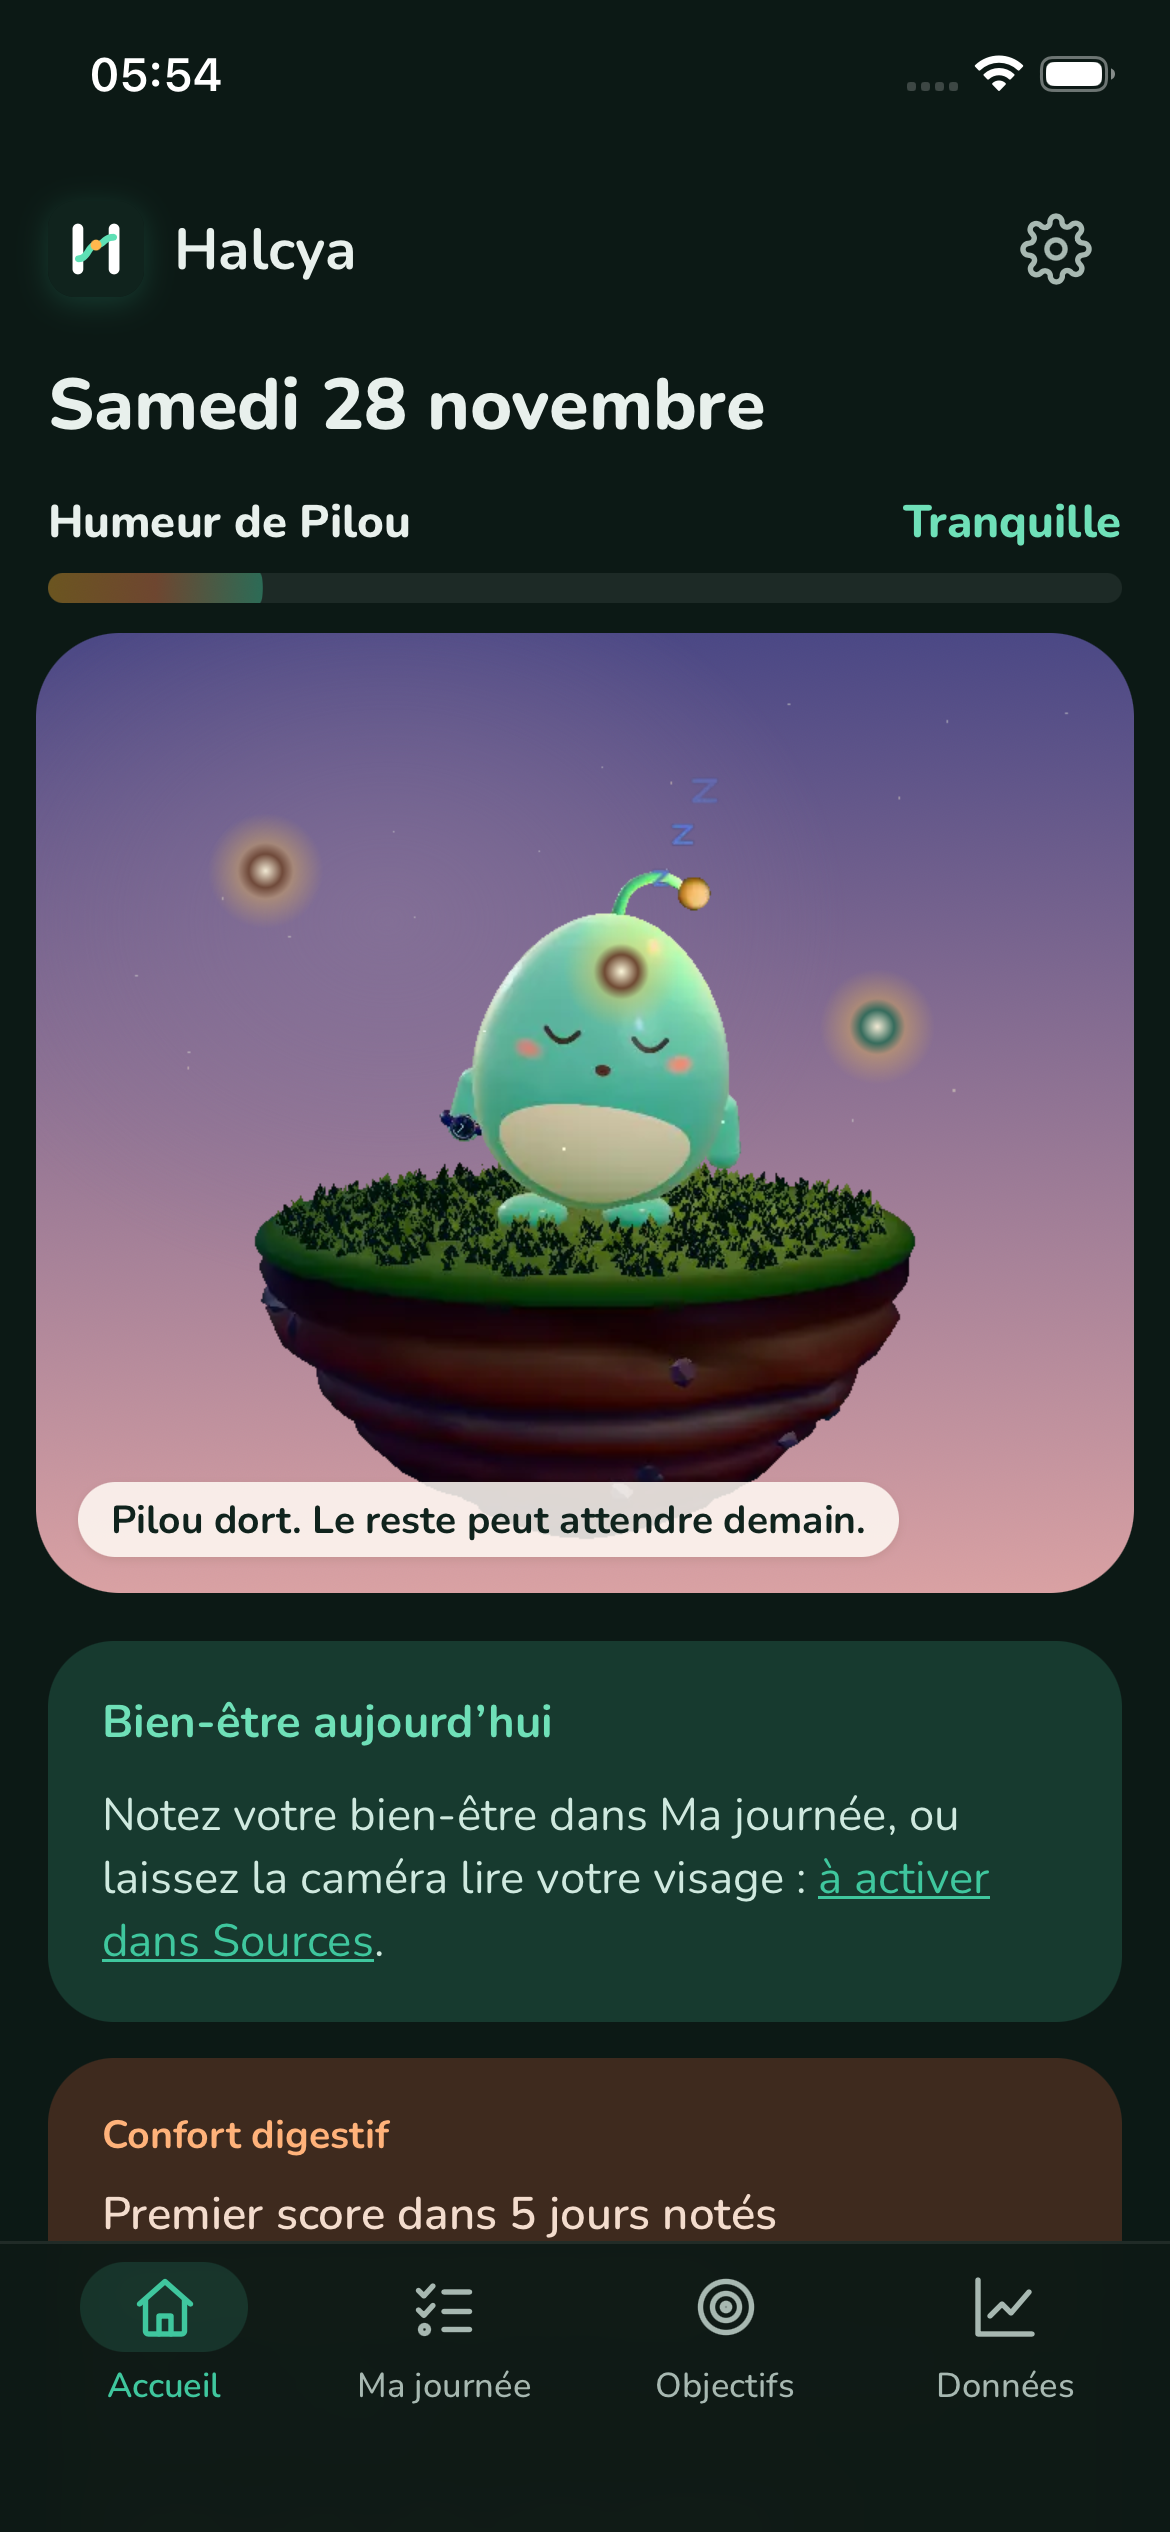 05:54
Halcya
Samedi 28 novembre
Humeur de Pilou
Tranquille
z
z
z
Pilou dort. Le reste peut attendre demain.
Bien-être aujourd’hui
Notez votre bien-être dans Ma journée, ou
laissez la caméra lire votre visage : à activer
dans Sources.
Confort digestif
Premier score dans 5 jours notés
Accueil
Ma journée
Objectifs
Données